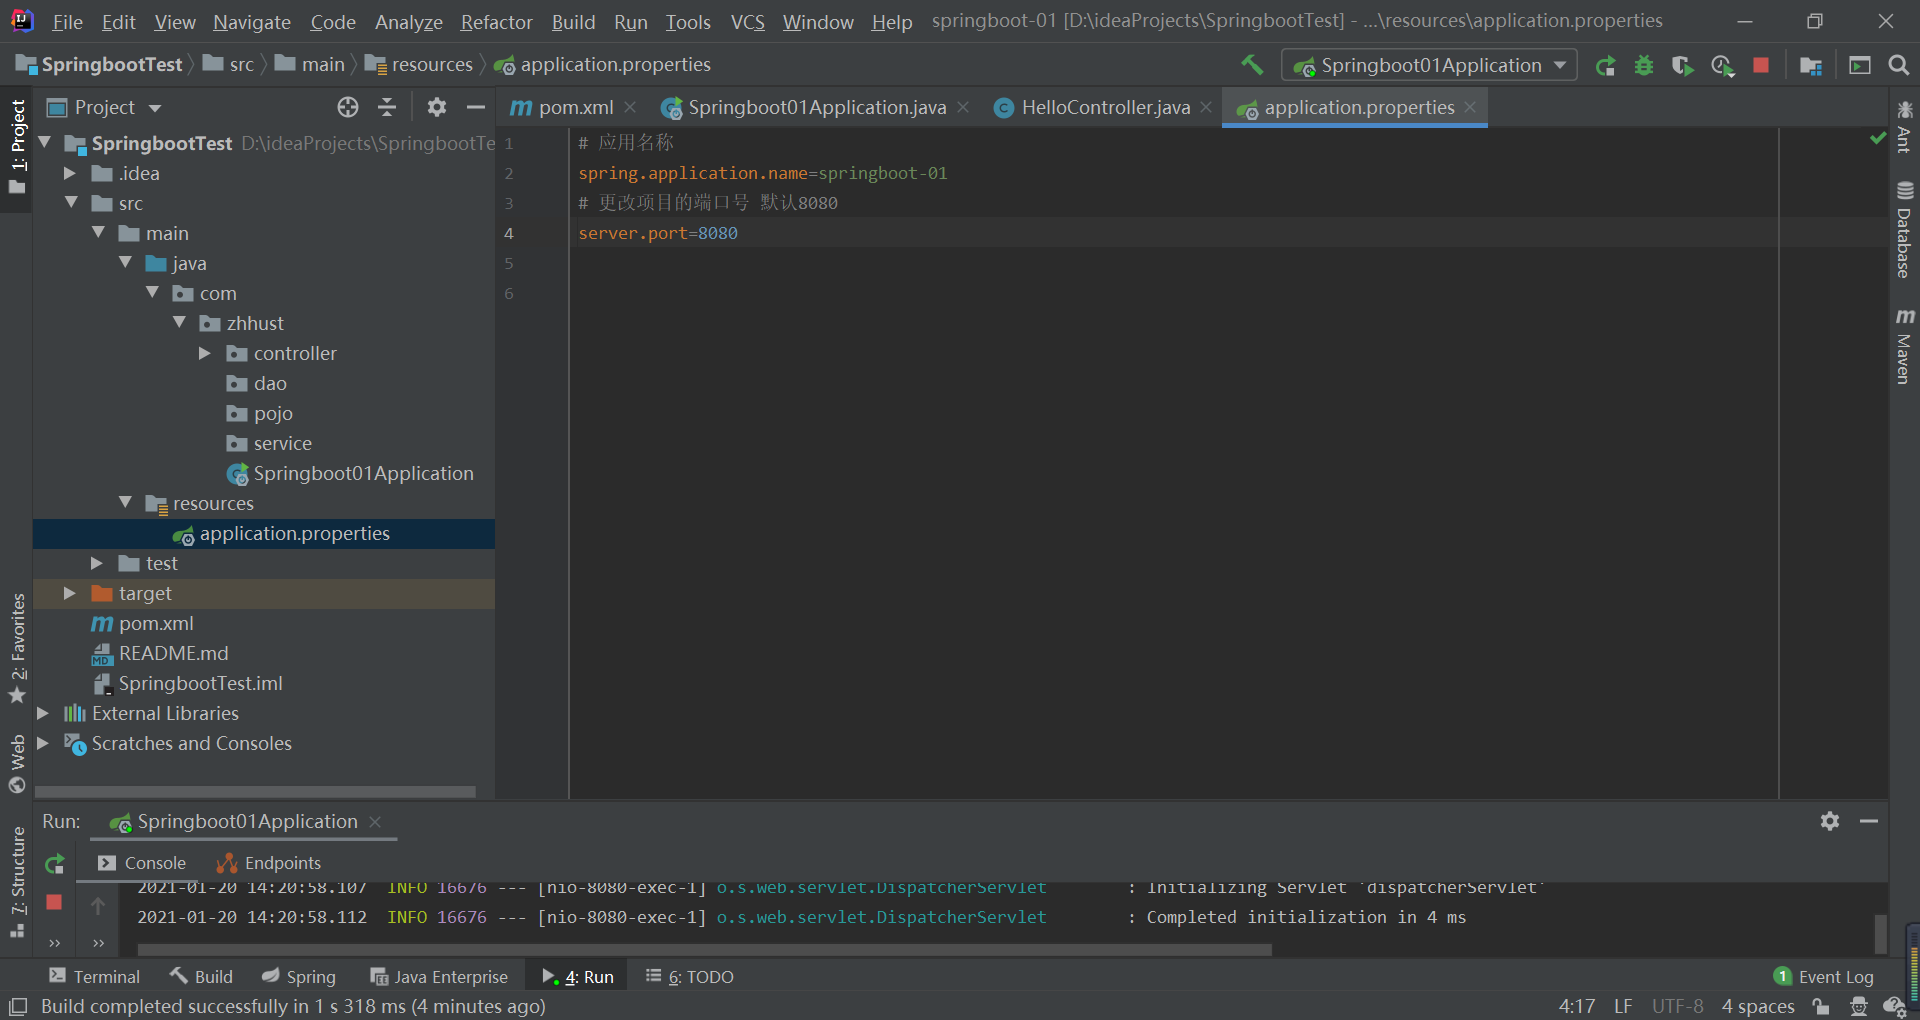 File Edit View Navigate Code Analyze Refactor Build Run Tools VCS Window Help springboot-01 [D:\ideaProjects\SpringbootTest] - ...\resources\application.properties
SpringbootTest src main resources application.properties Springboot01Application
1: Project
2: Favorites
Web
7: Structure
Project
SpringbootTest D:\ideaProjects\SpringbootTe
.idea
src
main
java
com
zhhust
controller
dao
pojo
service
Springboot01Application
resources
application.properties
test
target
pom.xml
README.md
SpringbootTest.iml
External Libraries
Scratches and Consoles
pom.xml Springboot01Application.java HelloController.java application.properties
1 # 应用名称
2 spring.application.name=springboot-01
3 # 更改项目的端口号 默认8080
4 server.port=8080
5
6
Ant
Database
Maven
Run: Springboot01Application
Console Endpoints
2021-01-20 14:20:58.107 INFO 16676 --- [nio-8080-exec-1] o.s.web.servlet.DispatcherServlet : Initializing Servlet 'dispatcherServlet'
2021-01-20 14:20:58.112 INFO 16676 --- [nio-8080-exec-1] o.s.web.servlet.DispatcherServlet : Completed initialization in 4 ms
Terminal Build Spring Java Enterprise 4: Run 6: TODO 1 Event Log
Build completed successfully in 1 s 318 ms (4 minutes ago) 4:17 LF UTF-8 4 spaces